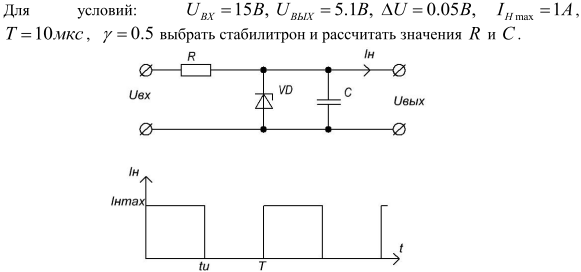 Для условий: U_ВХ = 15В, U_ВЫХ = 5.1В, ΔU = 0.05В, I_Н max = 1А,
T = 10мкс, γ = 0.5 выбрать стабилитрон и рассчитать значения R и C.
R
Iн
Uвх
VD
C
Uвых
Iн
Iнmax
tи
T
t